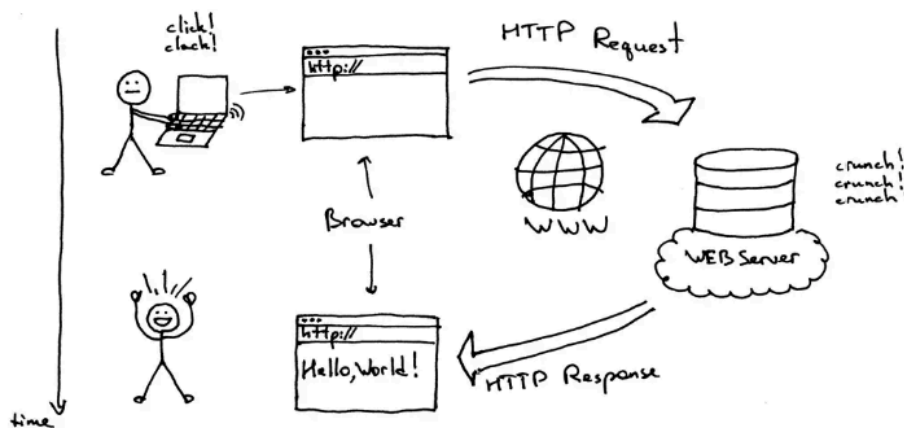 click!
clack!
http://
HTTP Request
Browser
WWW
crunch!
crunch!
crunch!
WEB Server
http://
Hello, World!
HTTP Response
time